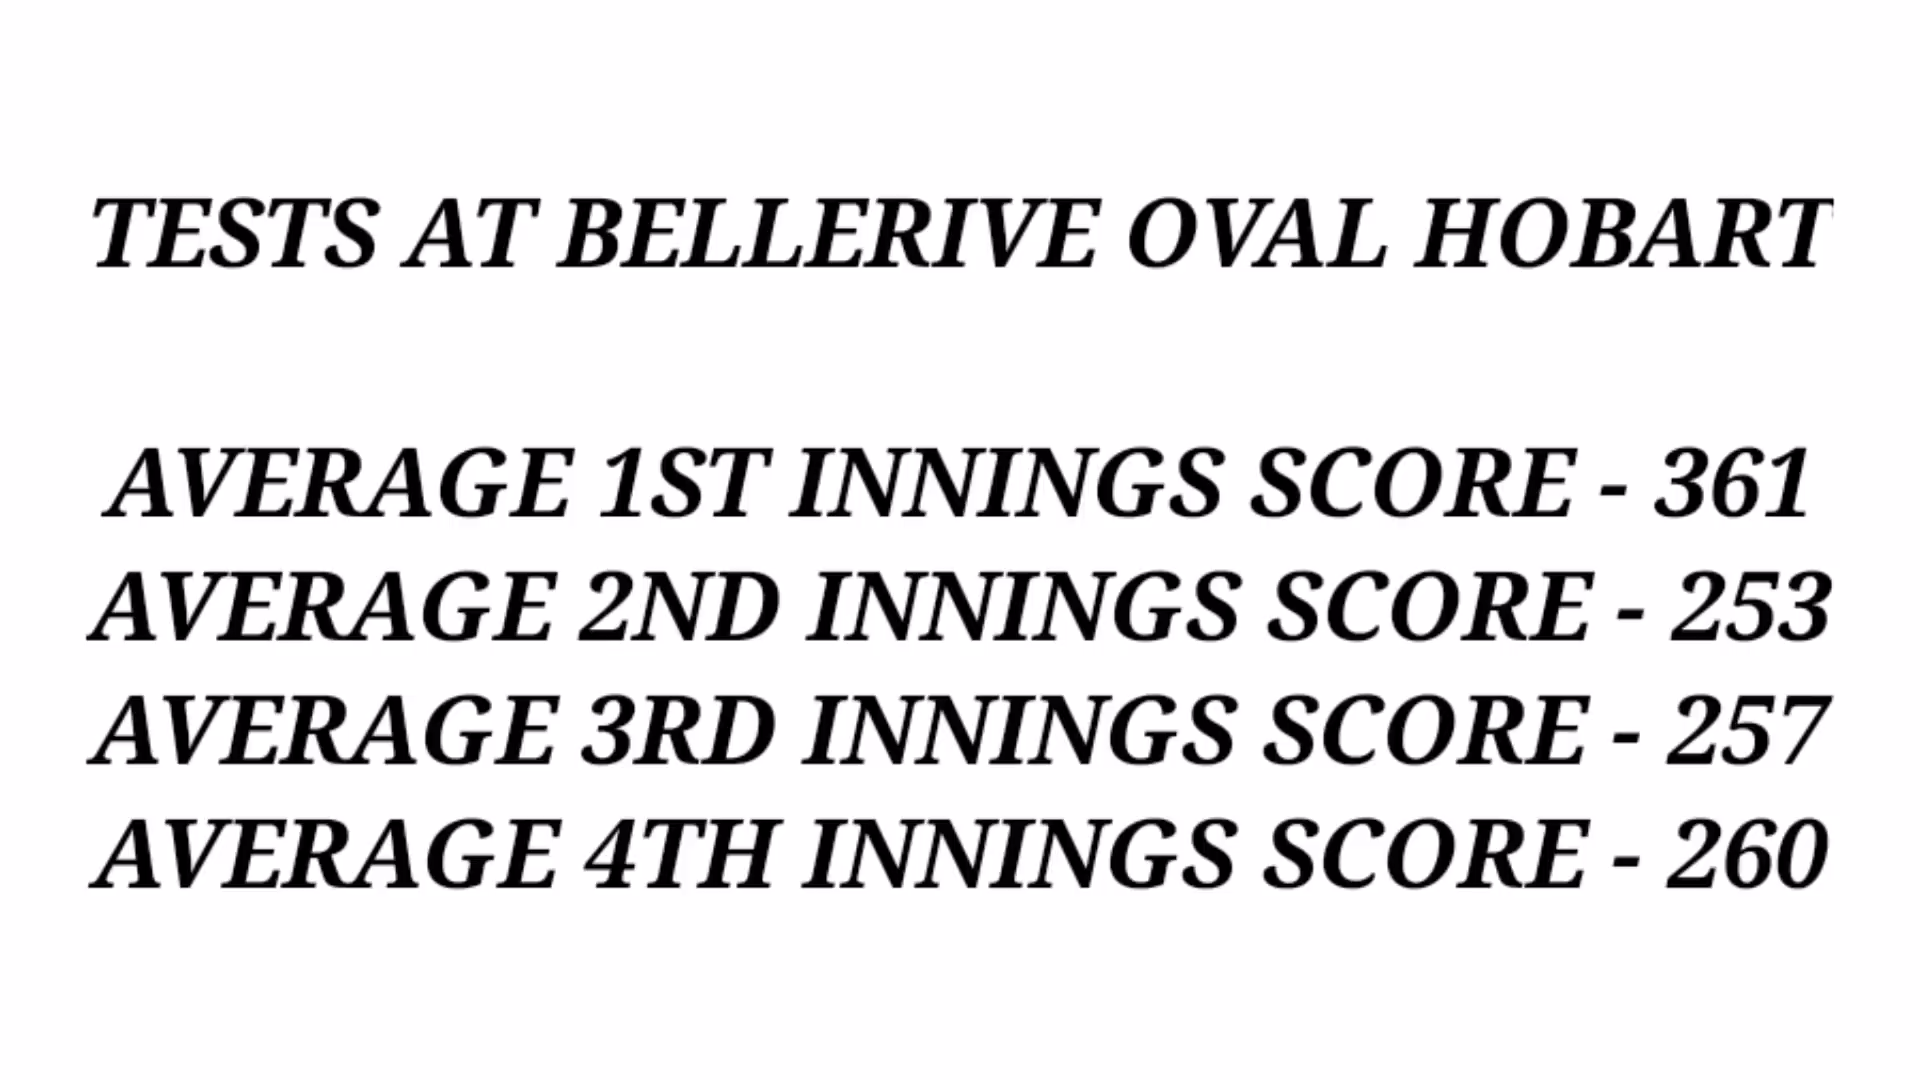 TESTS AT BELLERIVE OVAL HOBART
AVERAGE 1ST INNINGS SCORE - 361
AVERAGE 2ND INNINGS SCORE - 253
AVERAGE 3RD INNINGS SCORE - 257
AVERAGE 4TH INNINGS SCORE - 260